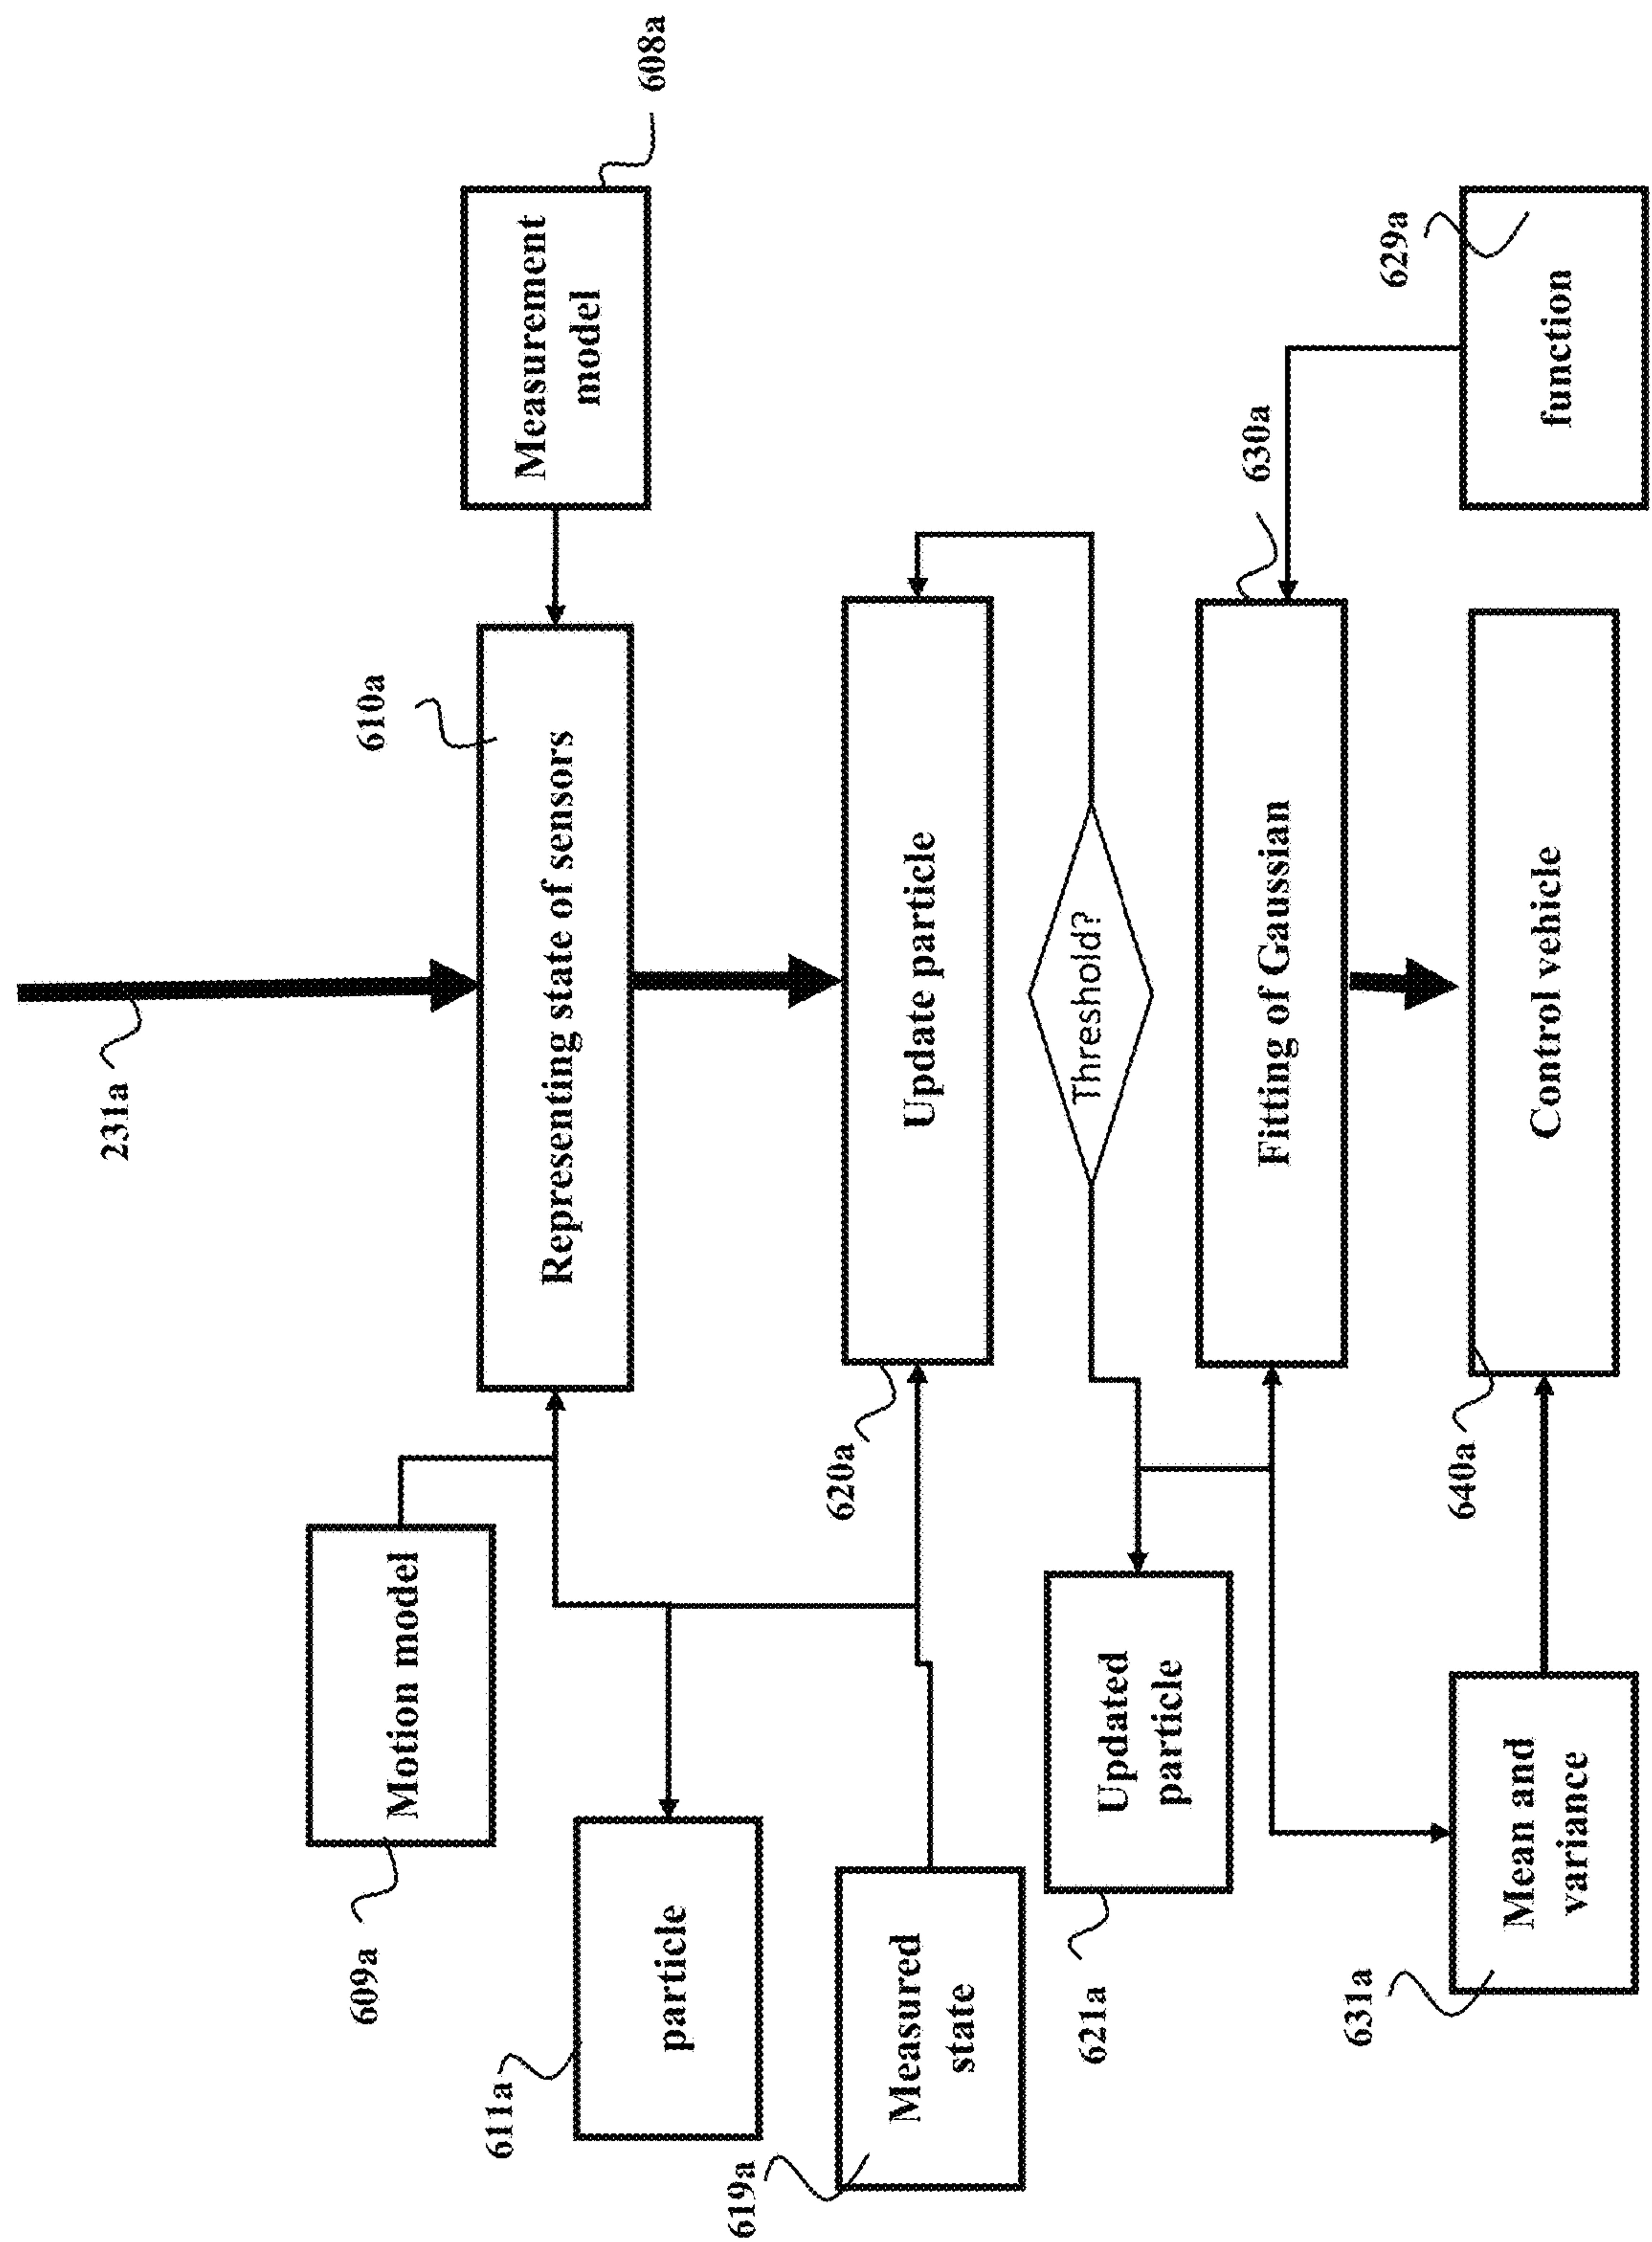 231a
609a
610a
Motion model
Measurement
model
608a
Representing state of sensors
611a
particle
619a
620a
Measured
state
Update particle
Threshold?
621a
Updated
particle
630a
Fitting of Gaussian
631a
629a
640a
Mean and
variance
Control vehicle
function